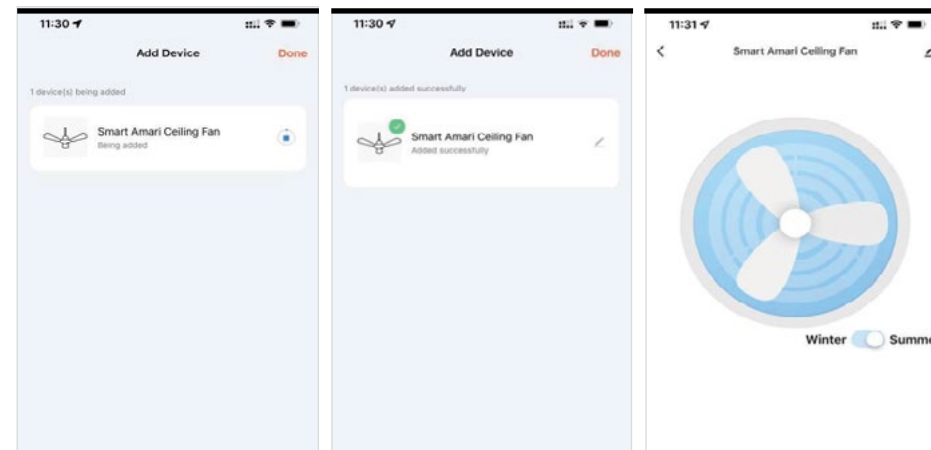 11:30
Add Device
Done
1 device(s) being added
Smart Amari Ceiling Fan
Being added
11:30
Add Device
Done
1 device(s) added successfully
Smart Amari Ceiling Fan
Added successfully
11:31
Smart Amari Ceiling Fan
Winter Summe